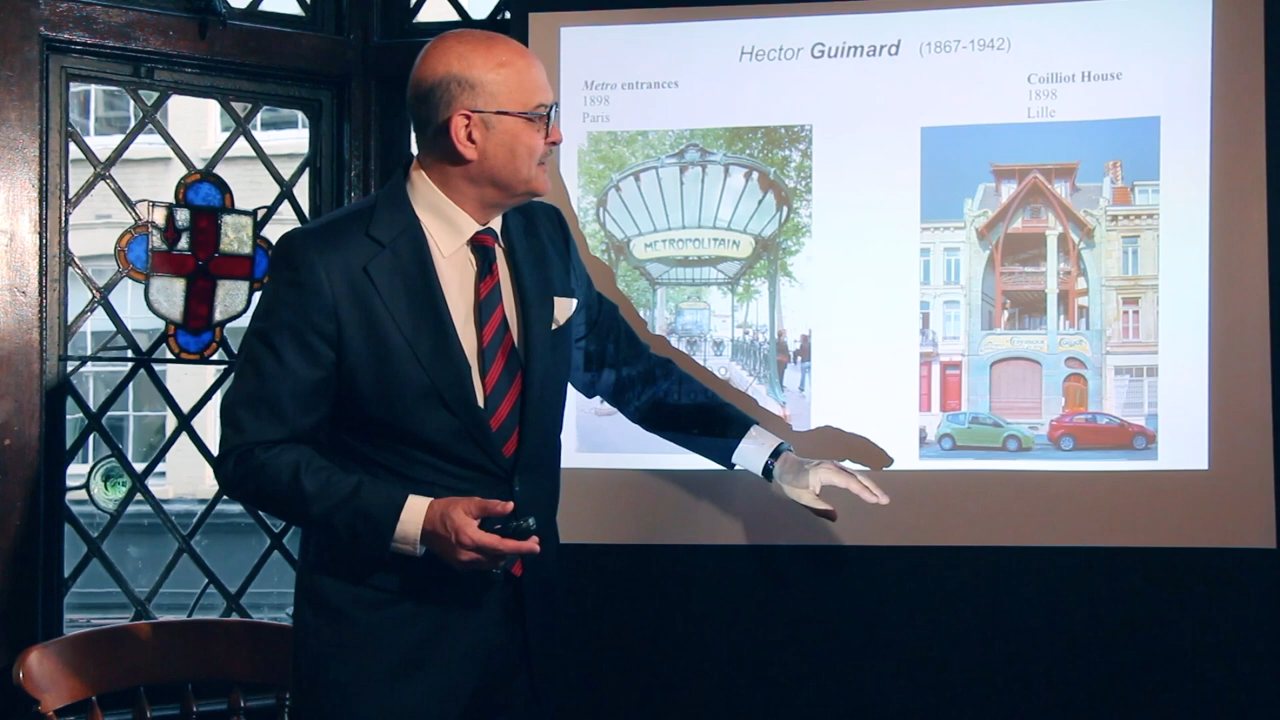 Hector Guimard (1867-1942)
Metro entrances
1898
Paris
Coilliot House
1898
Lille
METROPOLITAIN